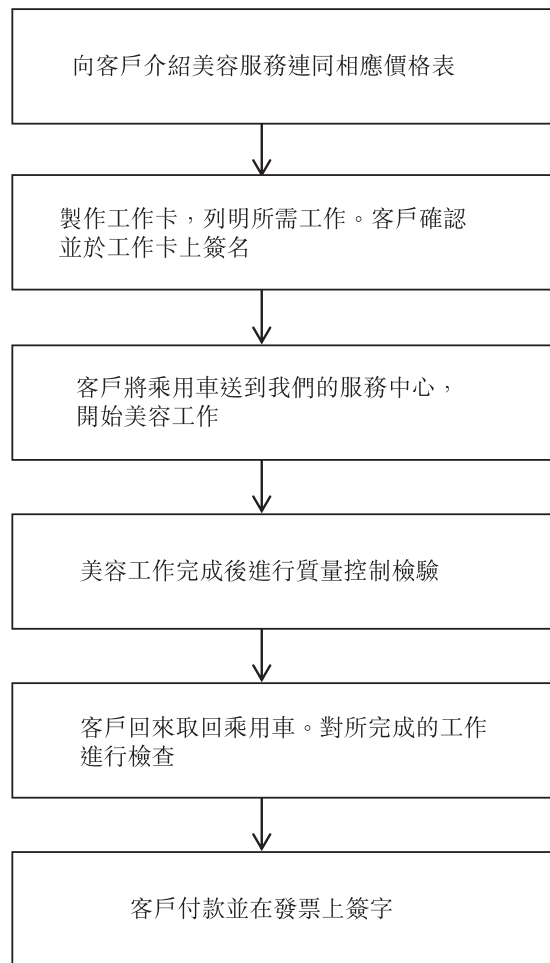 向客戶介紹美容服務連同相應價格表
製作工作卡，列明所需工作。客戶確認
並於工作卡上簽名
客戶將乘用車送到我們的服務中心，
開始美容工作
美容工作完成後進行質量控制檢驗
客戶回來取回乘用車。對所完成的工作
進行檢查
客戶付款並在發票上簽字